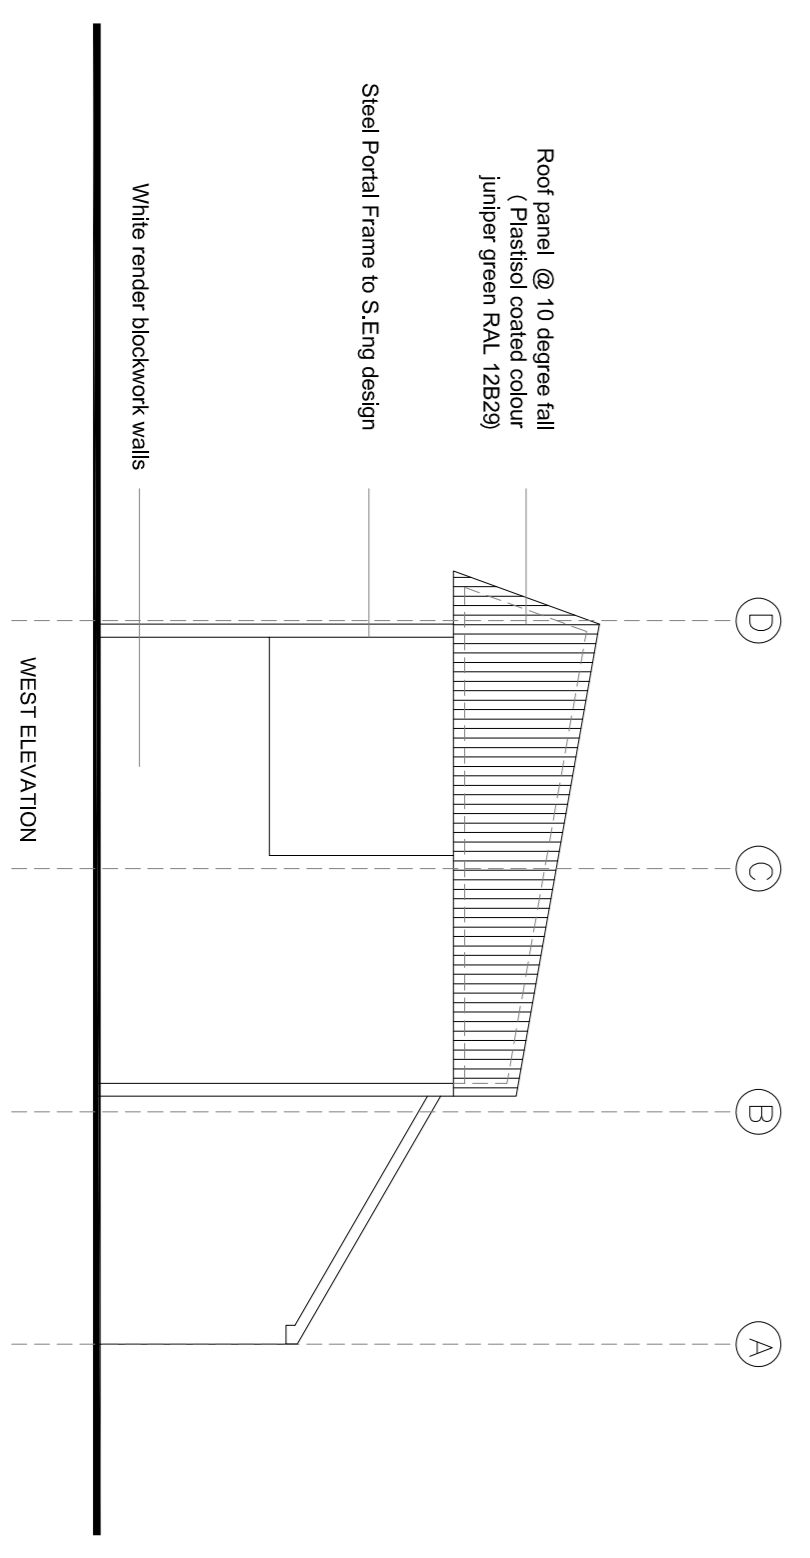 D
C
B
A
Roof panel @ 10 degree fall
( Plastisol coated colour
juniper green RAL 12B29)
Steel Portal Frame to S.Eng design
White render blockwork walls
WEST ELEVATION